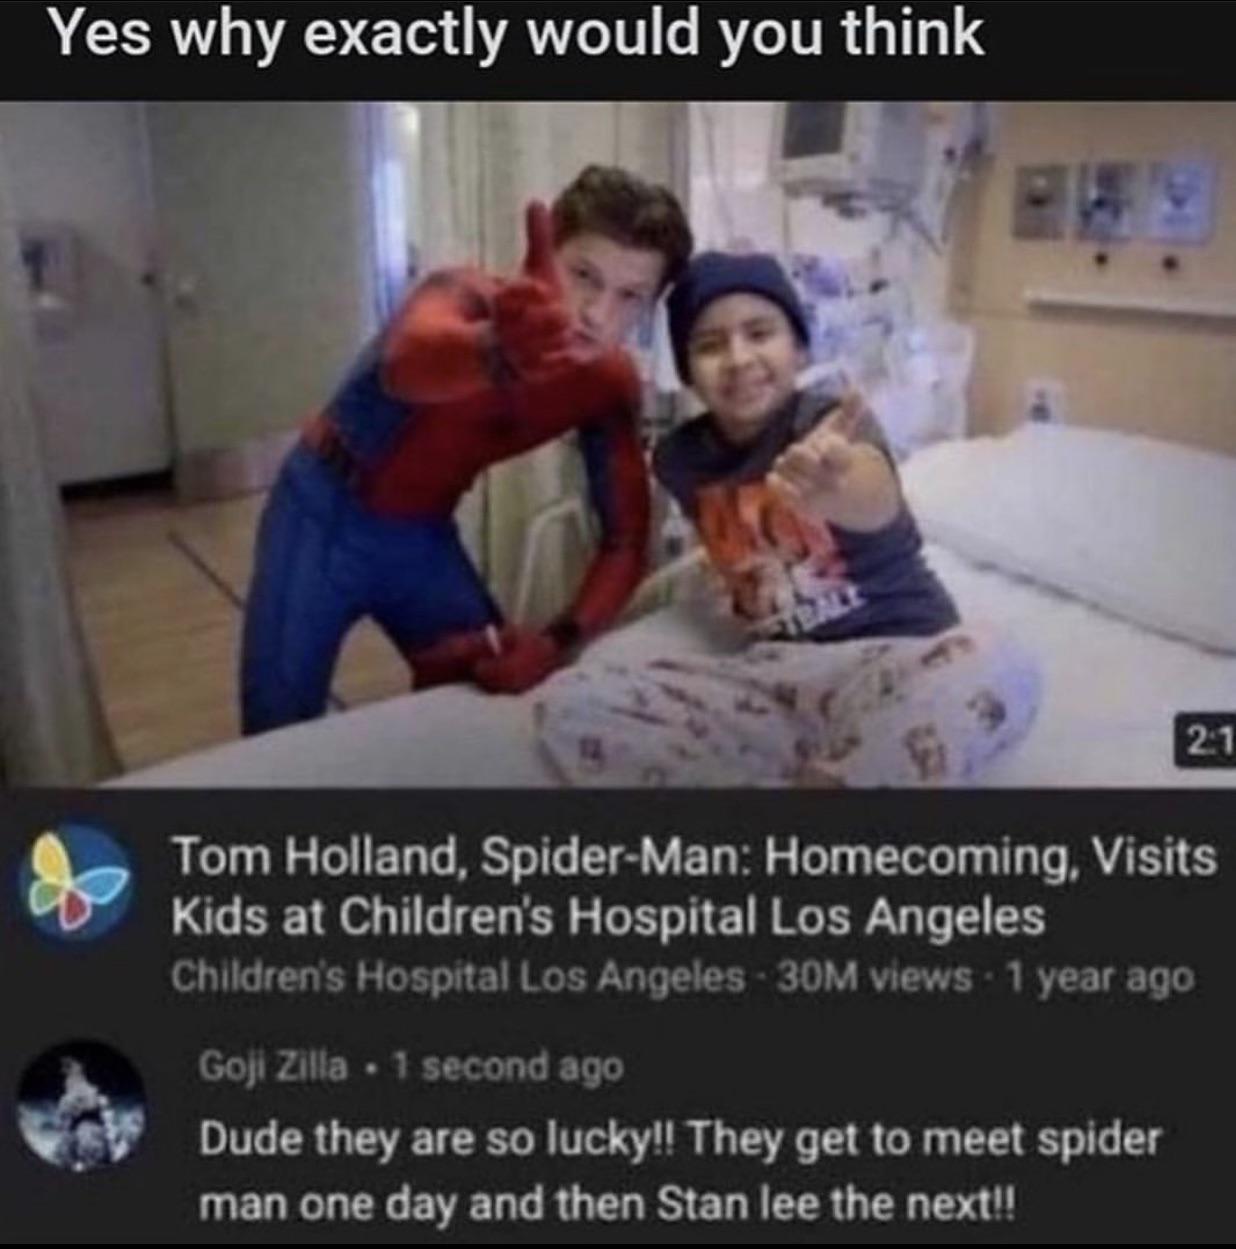 Yes why exactly would you think
2:1
Tom Holland, Spider-Man: Homecoming, Visits
Kids at Children's Hospital Los Angeles
Children's Hospital Los Angeles · 30M views · 1 year ago
Goji Zilla • 1 second ago
Dude they are so lucky!! They get to meet spider
man one day and then Stan lee the next!!